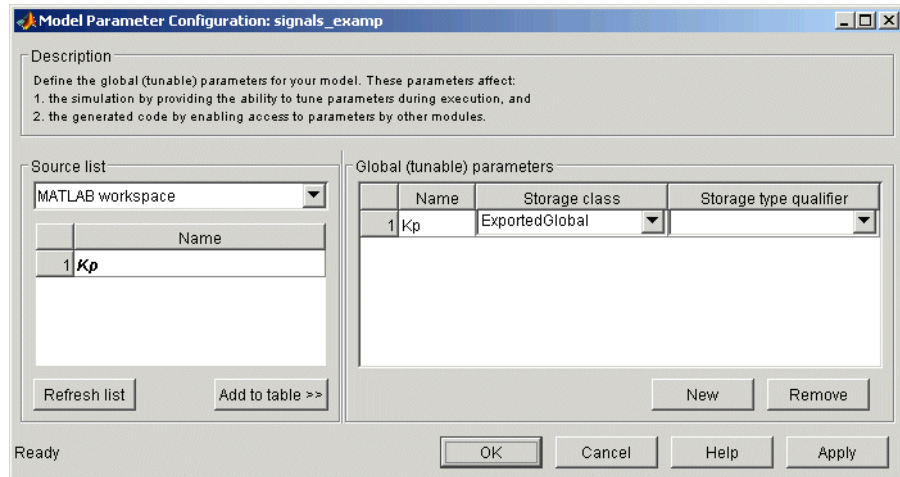 Model Parameter Configuration: signals_examp
Description
Define the global (tunable) parameters for your model. These parameters affect:
1. the simulation by providing the ability to tune parameters during execution, and
2. the generated code by enabling access to parameters by other modules.
Source list
MATLAB workspace
Name
1 Kp
Refresh list
Add to table >>
Global (tunable) parameters
Name Storage class Storage type qualifier
1 Kp ExportedGlobal
New Remove
Ready
OK Cancel Help Apply